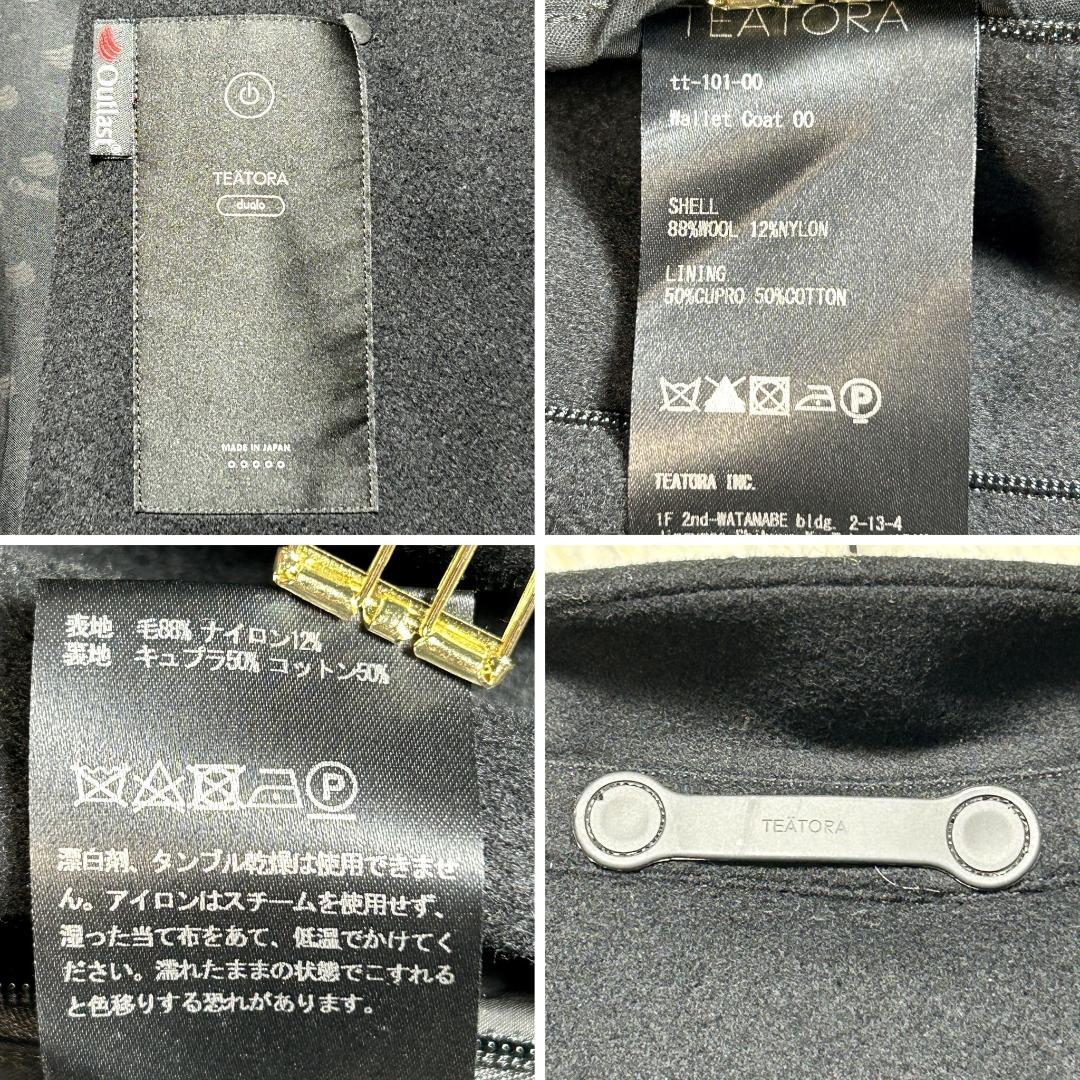 Outlast®
TEÄTORA
dualo
MADE IN JAPAN
TEÄTORA
tt-101-00
Wallet Coat 00
SHELL
88%WOOL 12%NYLON
LINING
50%CUPRO 50%COTTON
P
TEATORA INC.
1F 2nd-WATANABE bldg. 2-13-4
表地 毛88% ナイロン12%
裏地 キュプラ50% コットン50%
P
漂白剤、タンブル乾燥は使用できませ
ん。アイロンはスチームを使用せず、
湿った当て布をあて、低温でかけてく
ださい。濡れたままの状態でこすれる
と色移りする恐れがあります。
TEÄTORA